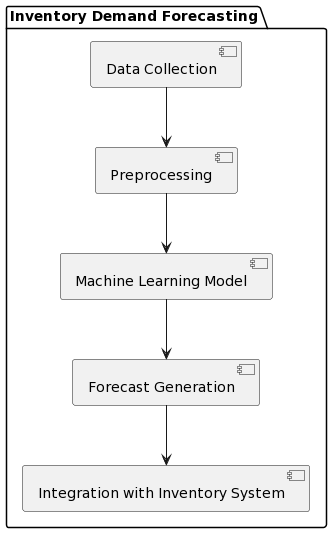 Inventory Demand Forecasting
Data Collection
Preprocessing
Machine Learning Model
Forecast Generation
Integration with Inventory System